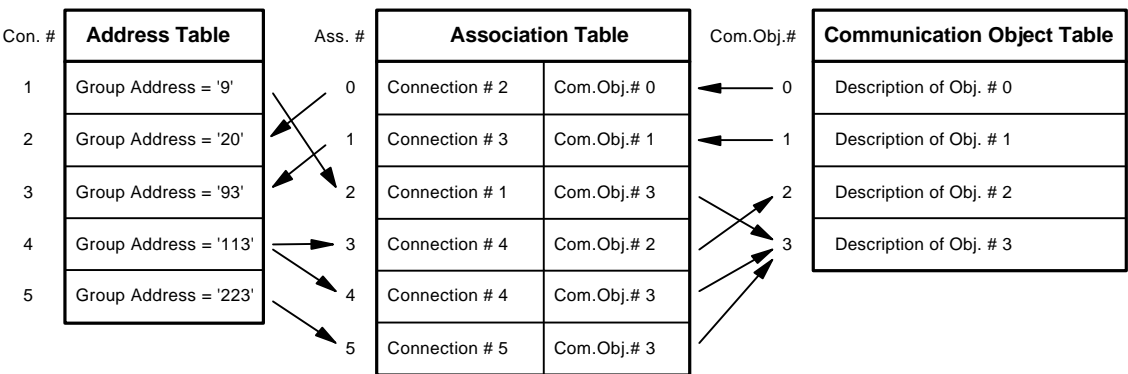 Con. # Address Table Ass. # Association Table Com.Obj.# Communication Object Table
1 Group Address = '9' 0 Connection # 2 Com.Obj.# 0 0 Description of Obj. # 0
2 Group Address = '20' 1 Connection # 3 Com.Obj.# 1 1 Description of Obj. # 1
3 Group Address = '93' 2 Connection # 1 Com.Obj.# 3 2 Description of Obj. # 2
4 Group Address = '113' 3 Connection # 4 Com.Obj.# 2 3 Description of Obj. # 3
5 Group Address = '223' 4 Connection # 4 Com.Obj.# 3
5 Connection # 5 Com.Obj.# 3